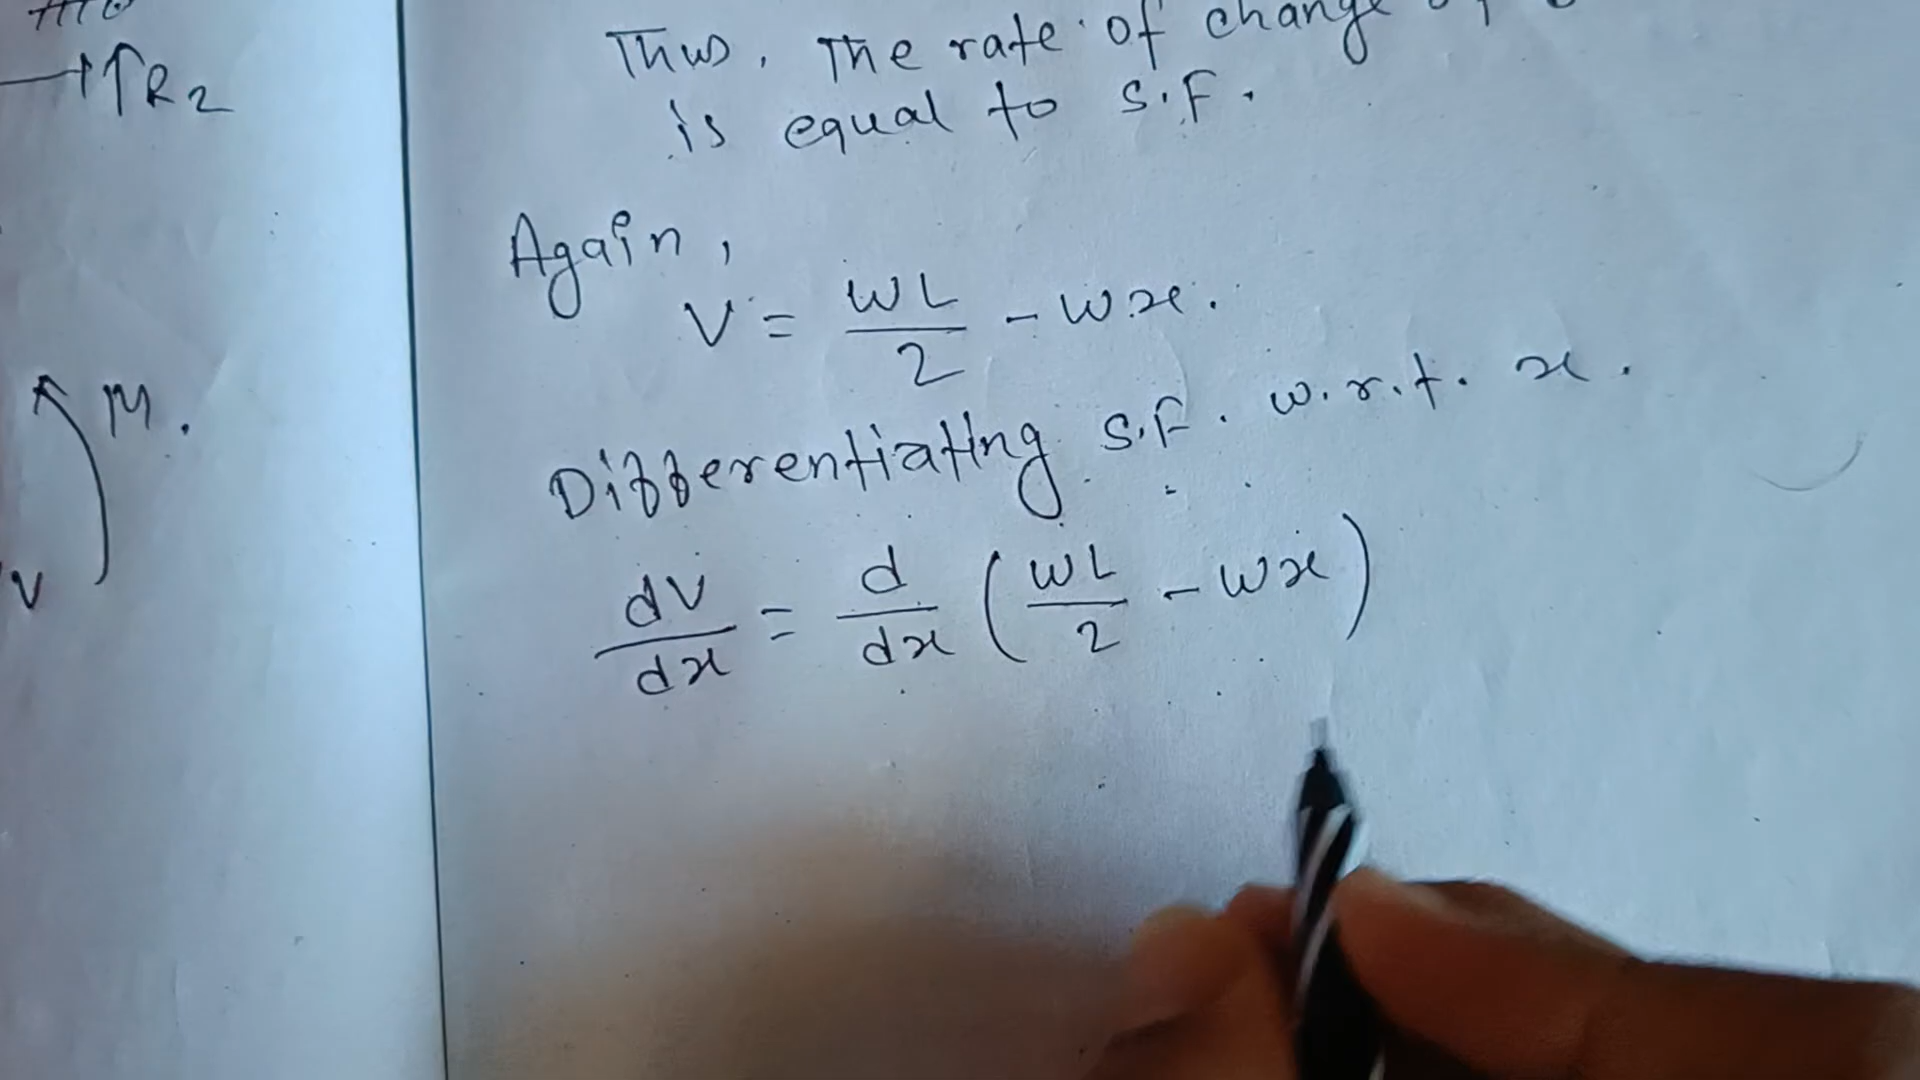 R2
M.
V
Thus, The rate of change
is equal to S.F.
Again,
V = WL/2 - Wx.
Differentiating S.F. w.r.t. x.
dV/dx = d/dx (WL/2 - Wx)